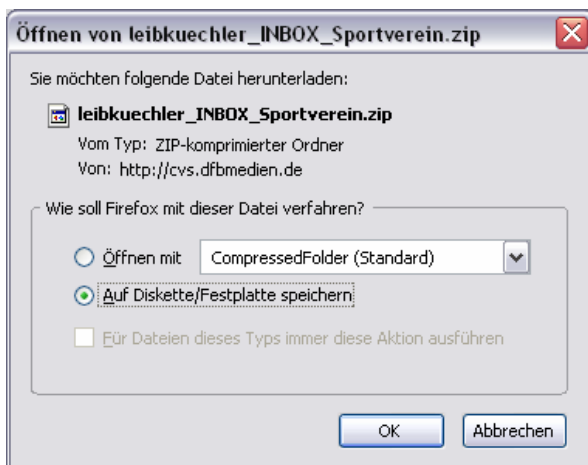 Öffnen von leibkuechler_INBOX_Sportverein.zip
Sie möchten folgende Datei herunterladen:
leibkuechler_INBOX_Sportverein.zip
Vom Typ: ZIP-komprimierter Ordner
Von: http://cvs.dfbmedien.de
Wie soll Firefox mit dieser Datei verfahren?
Öffnen mit CompressedFolder (Standard)
Auf Diskette/Festplatte speichern
Für Dateien dieses Typs immer diese Aktion ausführen
OK Abbrechen